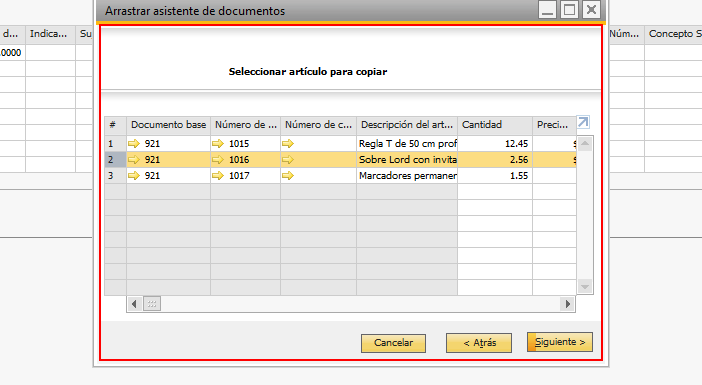 Arrastrar asistente de documentos
d... Indica... Su Núm... Concepto S
.0000
Seleccionar artículo para copiar
# Documento base Número de ... Número de c... Descripción del art... Cantidad Preci...
1 921 1015 Regla T de 50 cm prof 12.45 $
2 921 1016 Sobre Lord con invita 2.56 $
3 921 1017 Marcadores permaner 1.55
Cancelar < Atrás Siguiente >